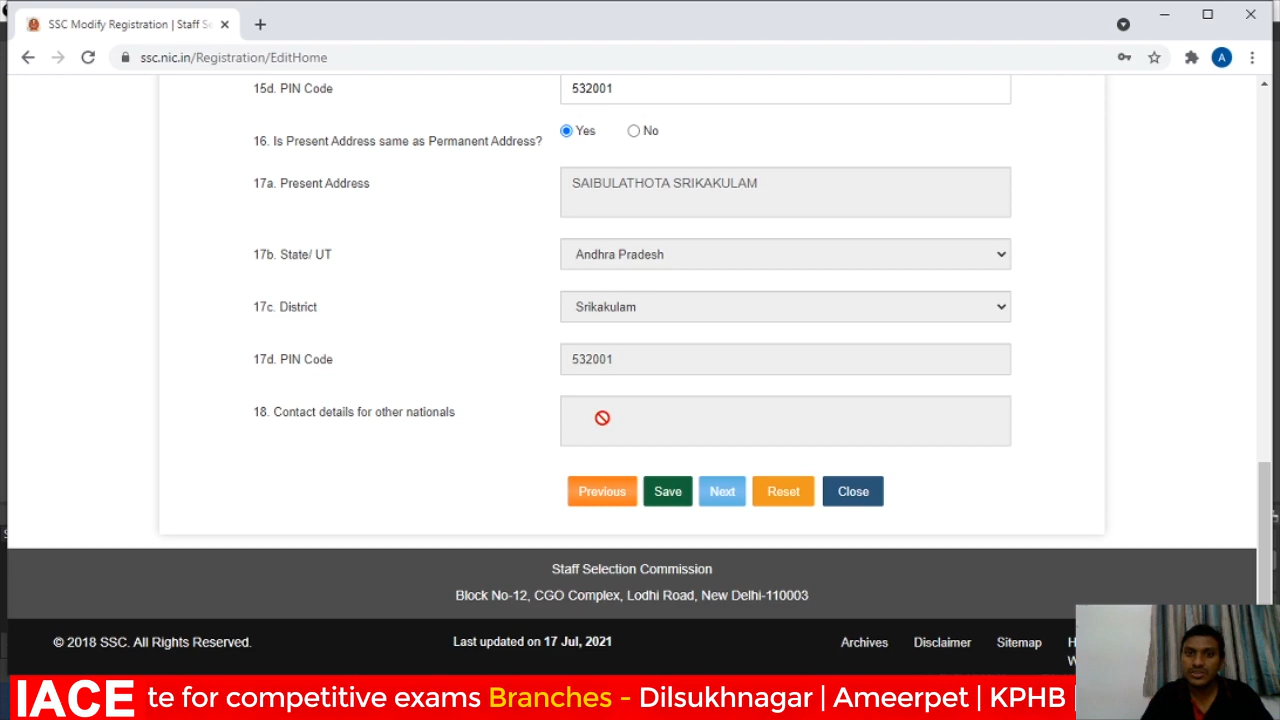 SSC Modify Registration | Staff Se
ssc.nic.in/Registration/EditHome
A
15d. PIN Code
532001
16. Is Present Address same as Permanent Address?
Yes
No
17a. Present Address
SAIBULATHOTA SRIKAKULAM
17b. State/ UT
Andhra Pradesh
17c. District
Srikakulam
17d. PIN Code
532001
18. Contact details for other nationals
Previous
Save
Next
Reset
Close
Staff Selection Commission
Block No-12, CGO Complex, Lodhi Road, New Delhi-110003
© 2018 SSC. All Rights Reserved.
Last updated on 17 Jul, 2021
Archives
Disclaimer
Sitemap
H
W
IACE te for competitive exams Branches - Dilsukhnagar | Ameerpet | KPHB |